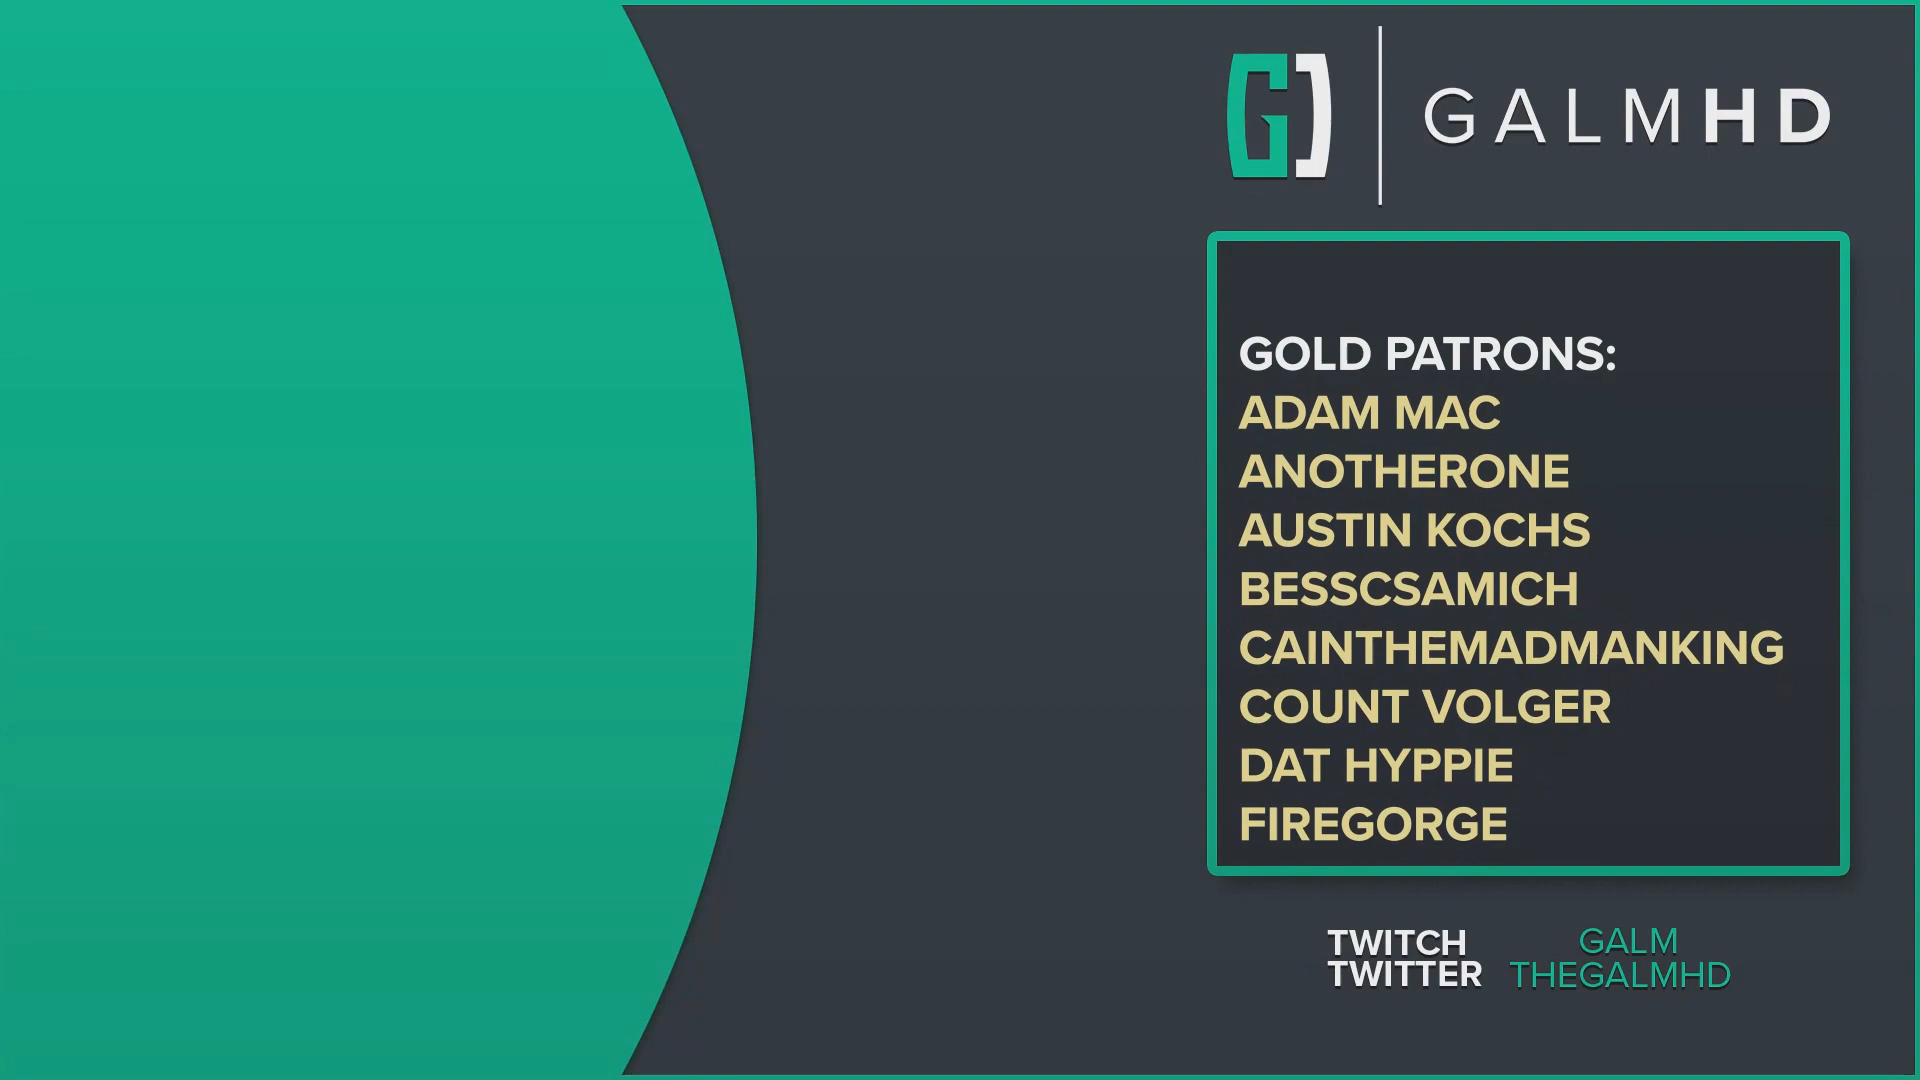 GALMHD
GOLD PATRONS:
ADAM MAC
ANOTHERONE
AUSTIN KOCHS
BESSCSAMICH
CAINTHEMADMANKING
COUNT VOLGER
DAT HYPPIE
FIREGORGE
TWITCH GALM
TWITTER THEGALMHD